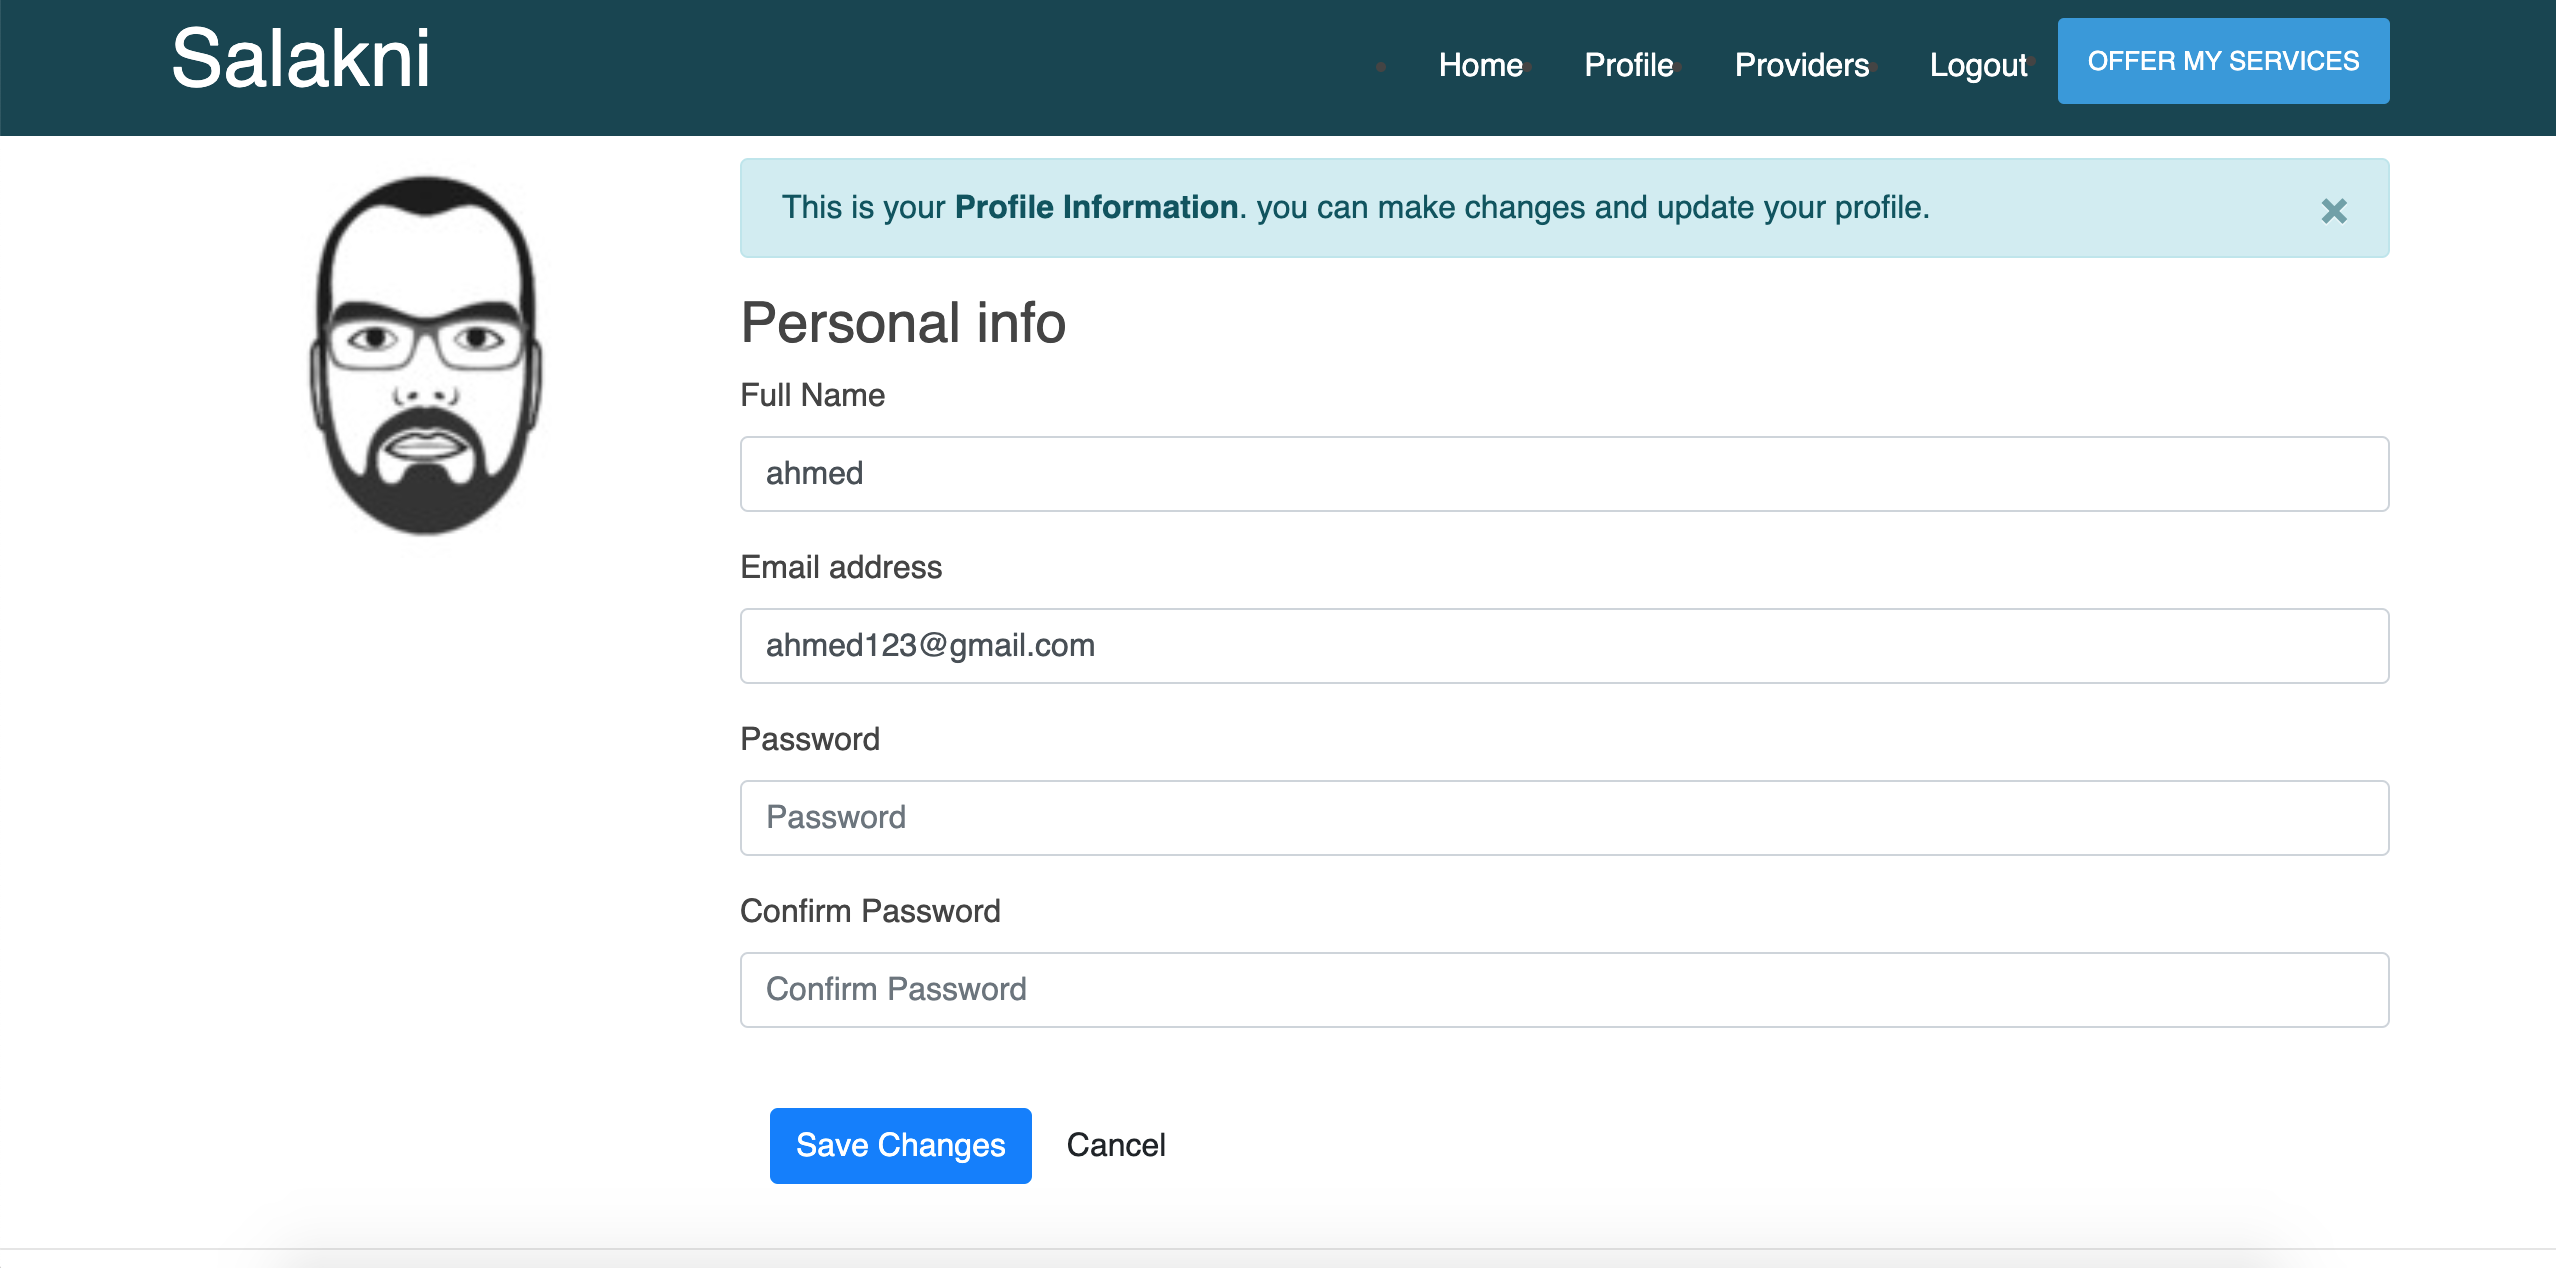 Salakni
Home Profile Providers Logout OFFER MY SERVICES
This is your Profile Information. you can make changes and update your profile. ×
Personal info
Full Name
ahmed
Email address
ahmed123@gmail.com
Password
Password
Confirm Password
Confirm Password
Save Changes Cancel